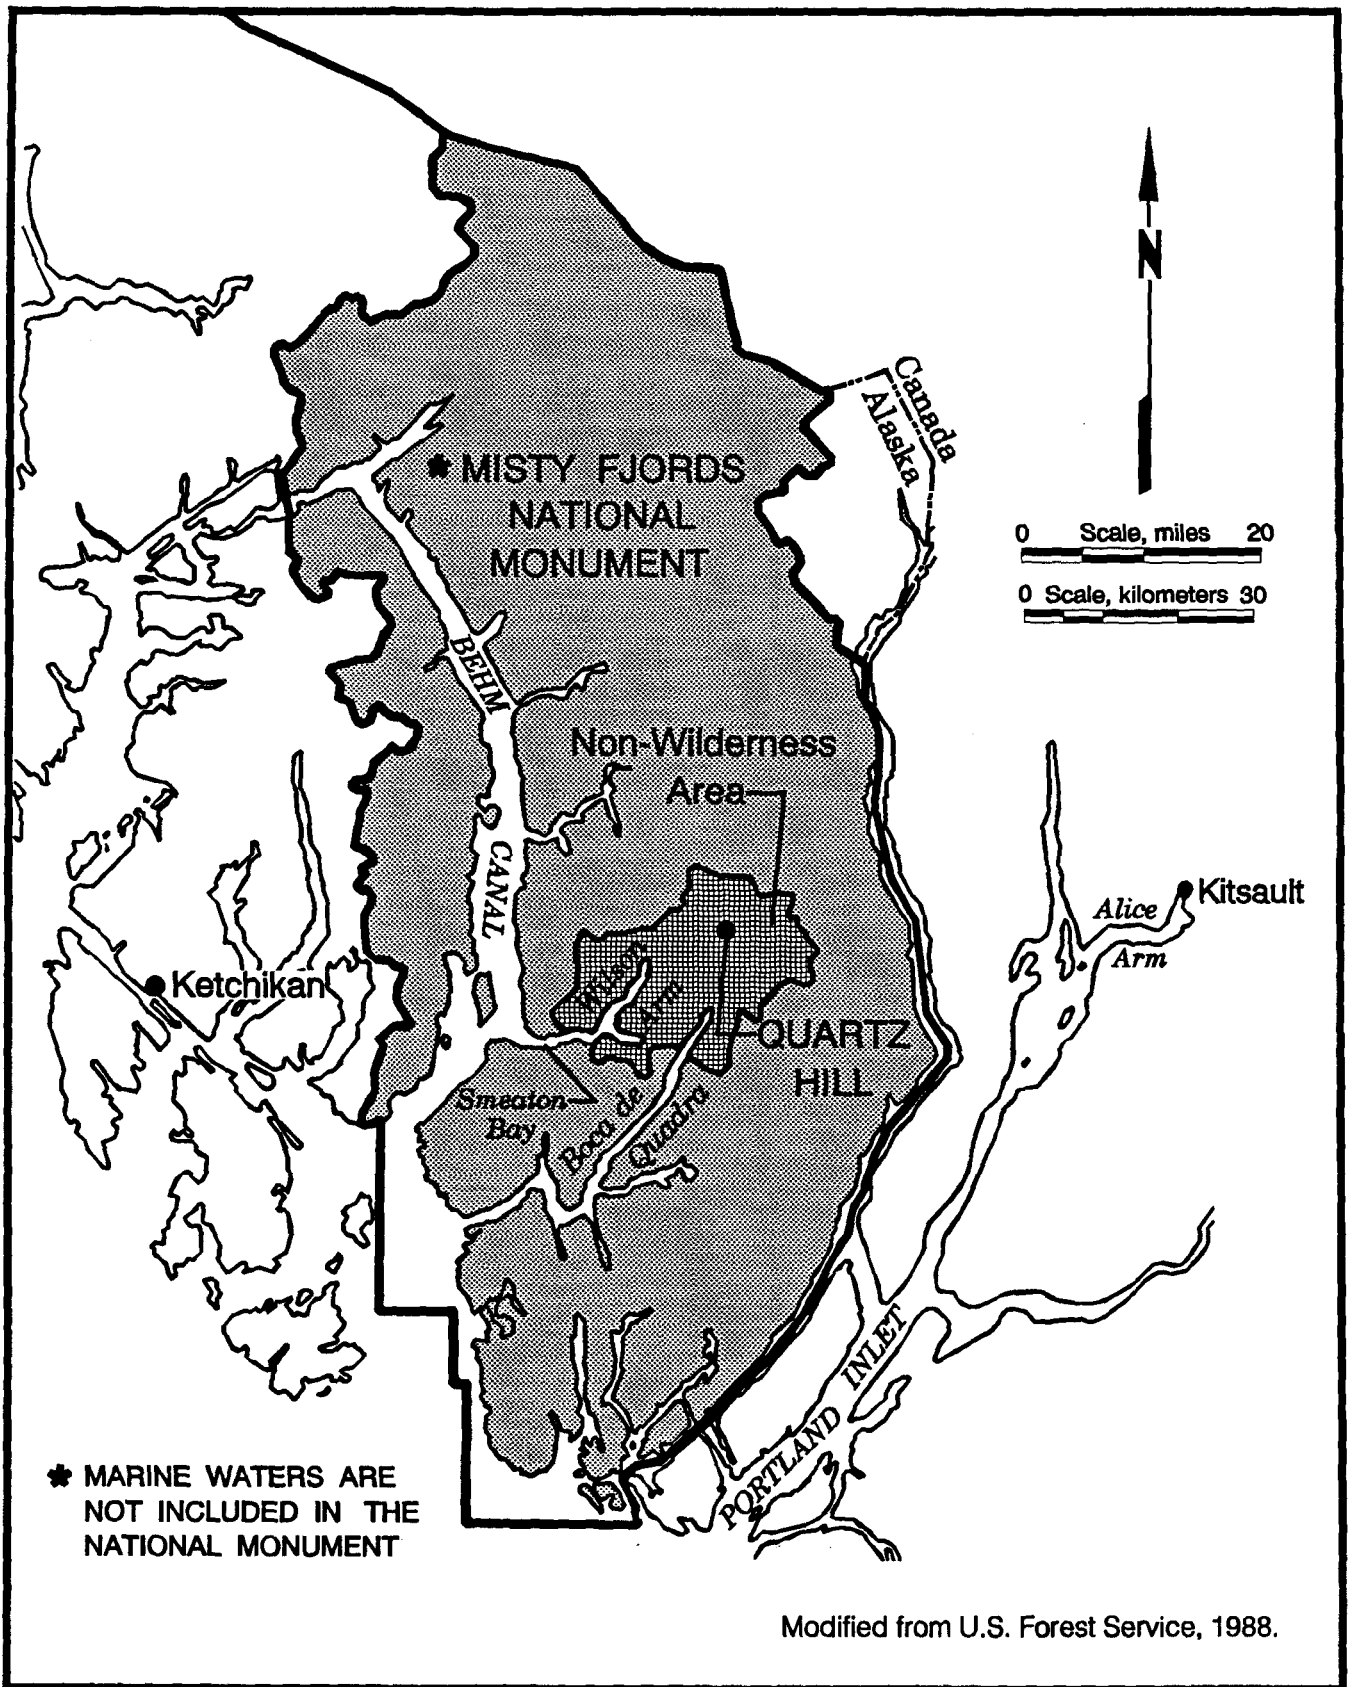 Canada
Alaska
N
* MISTY FJORDS
NATIONAL
MONUMENT
0 Scale, miles 20
0 Scale, kilometers 30
BEHM
CANAL
Non-Wilderness
Area
Kitsault
Alice
Arm
Ketchikan
Wilson
Arm
QUARTZ
HILL
Smeaton
Bay
Boca de
Quadra
PORTLAND INLET
* MARINE WATERS ARE
NOT INCLUDED IN THE
NATIONAL MONUMENT
Modified from U.S. Forest Service, 1988.